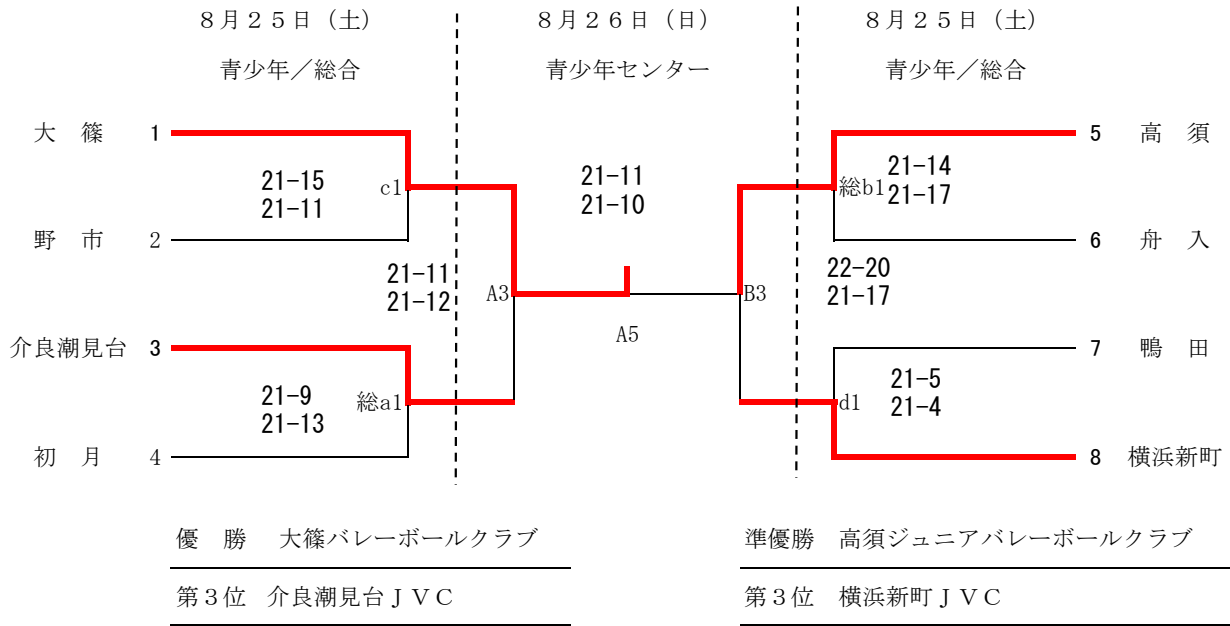 ８月２５日（土）
８月２６日（日）
８月２５日（土）
青少年／総合
青少年センター
青少年／総合
大　篠　1
5　高　須
21-15
21-11
c1
21-11
21-10
総b1
21-14
21-17
野　市　2
6　舟　入
21-11
21-12
A3
A5
B3
22-20
21-17
介良潮見台　3
7　鴨　田
21-9
21-13
総a1
d1
21-5
21-4
初　月　4
8　横浜新町
優　勝　大篠バレーボールクラブ
準優勝　高須ジュニアバレーボールクラブ
第３位　介良潮見台ＪＶＣ
第３位　横浜新町ＪＶＣ